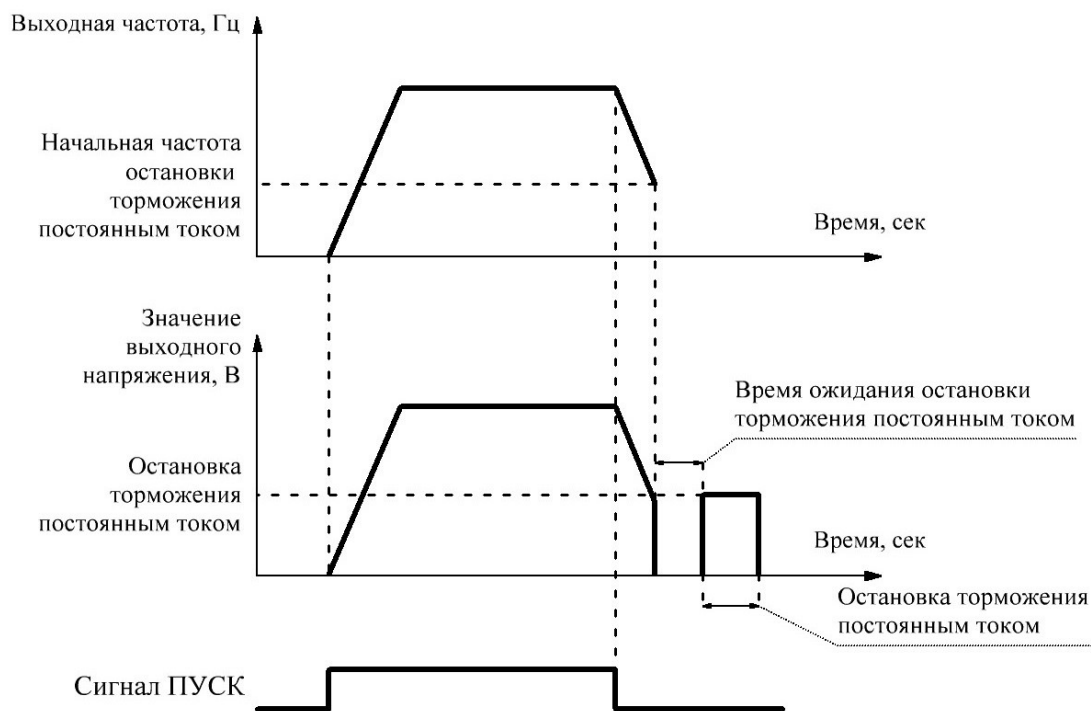 Выходная частота, Гц
Начальная частота
остановки
торможения
постоянным током
Время, сек
Значение
выходного
напряжения, В
Время ожидания остановки
торможения постоянным током
Остановка
торможения
постоянным током
Время, сек
Остановка торможения
постоянным током
Сигнал ПУСК